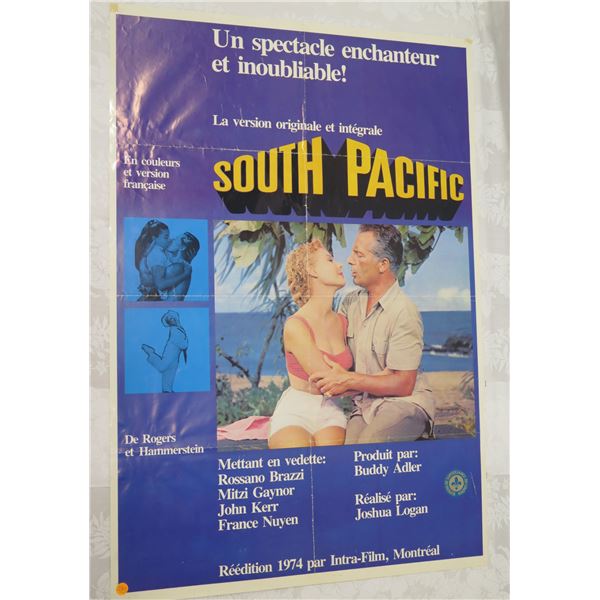 Un spectacle enchanteur
et inoubliable!
La version originale et intégrale
SOUTH PACIFIC
En couleurs
et version
française
De Rogers
et Hammerstein
Mettant en vedette:
Rossano Brazzi
Mitzi Gaynor
John Kerr
France Nuyen
Produit par:
Buddy Adler
Réalisé par:
Joshua Logan
Réédition 1974 par Intra-Film, Montréal